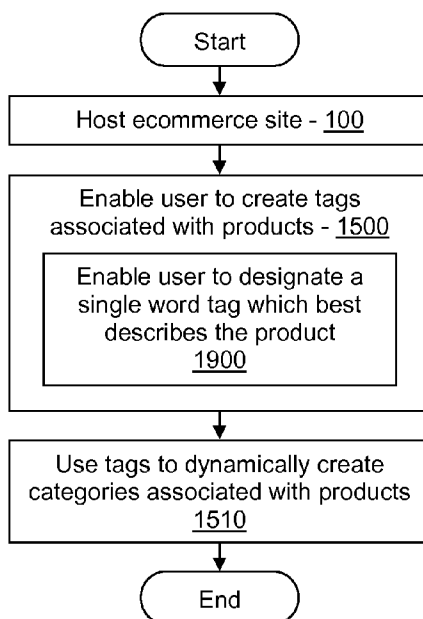 Start
Host ecommerce site - 100
Enable user to create tags
associated with products - 1500
Enable user to designate a
single word tag which best
describes the product
1900
Use tags to dynamically create
categories associated with products
1510
End